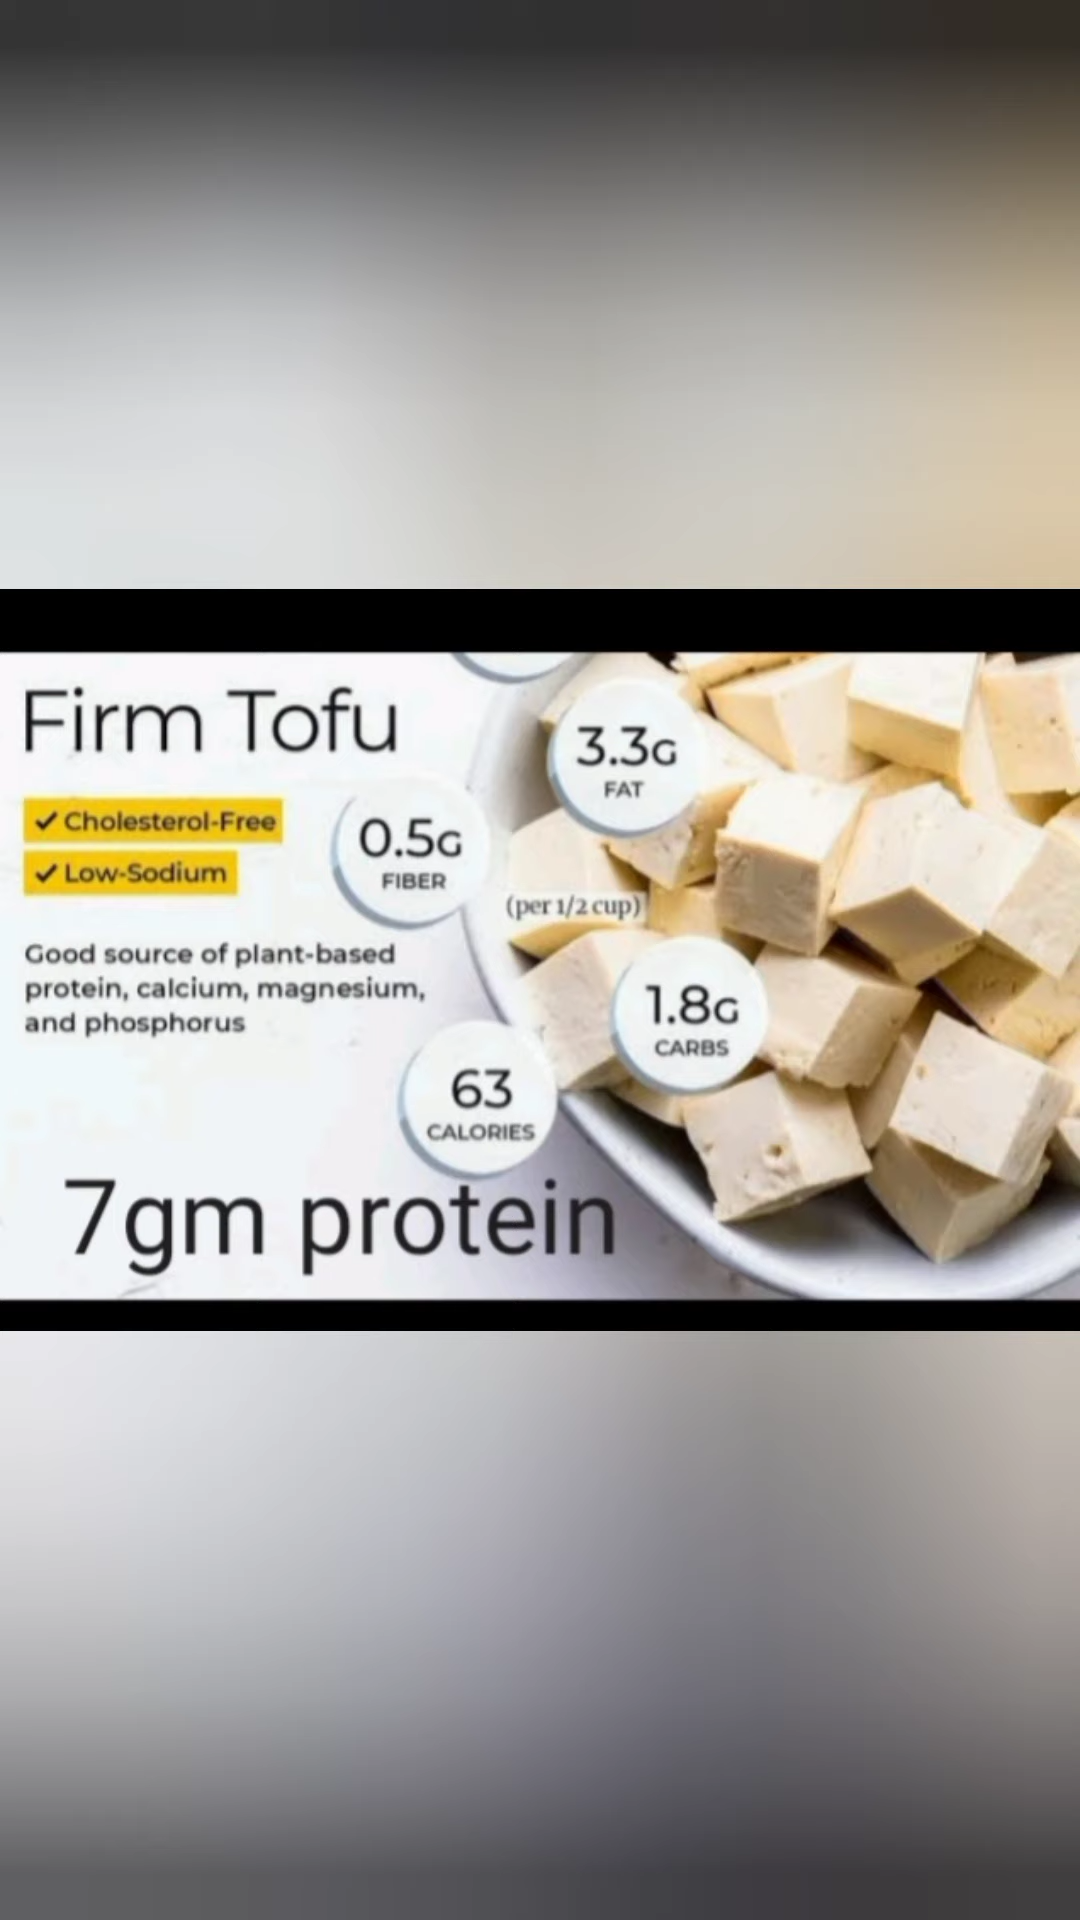 Firm Tofu
✓ Cholesterol-Free
✓ Low-Sodium
Good source of plant-based
protein, calcium, magnesium,
and phosphorus
3.3G
FAT
0.5G
FIBER
(per 1/2 cup)
1.8G
CARBS
63
CALORIES
7gm protein